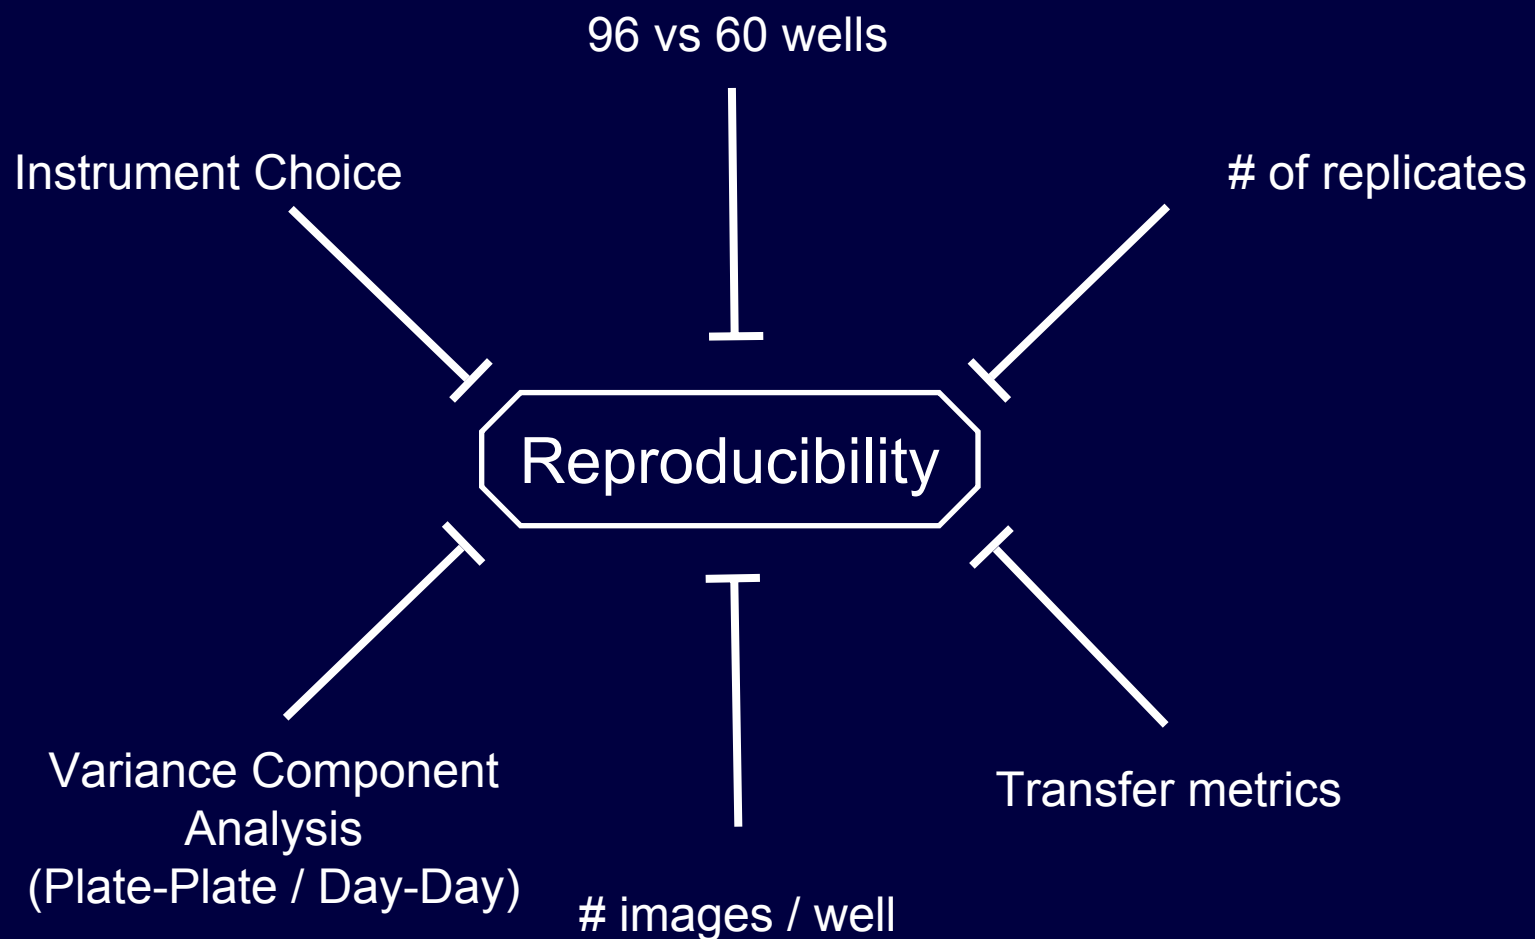 96 vs 60 wells
Instrument Choice
# of replicates
Reproducibility
Variance Component
Analysis
(Plate-Plate / Day-Day)
Transfer metrics
# images / well